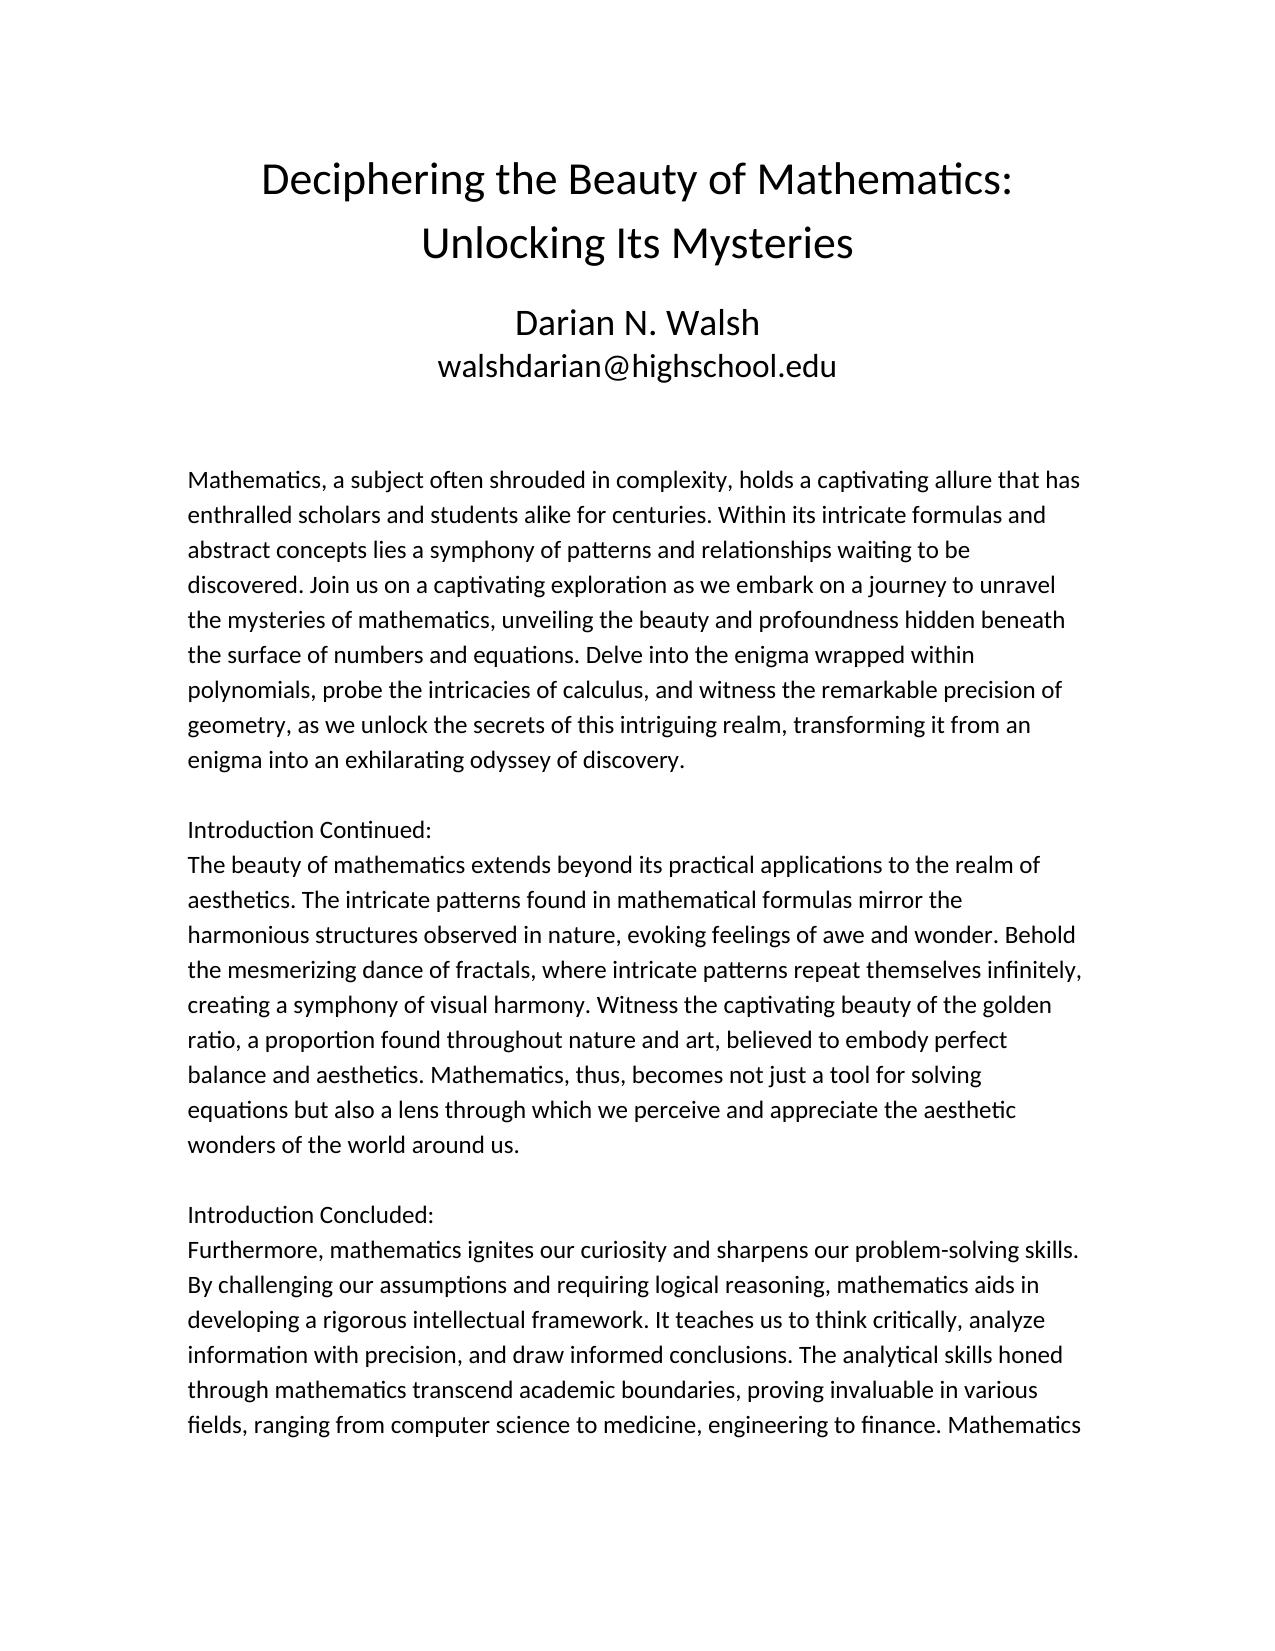 Deciphering the Beauty of Mathematics:
Unlocking Its Mysteries
Darian N. Walsh
walshdarian@highschool.edu
Mathematics, a subject often shrouded in complexity, holds a captivating allure that has
enthralled scholars and students alike for centuries. Within its intricate formulas and
abstract concepts lies a symphony of patterns and relationships waiting to be
discovered. Join us on a captivating exploration as we embark on a journey to unravel
the mysteries of mathematics, unveiling the beauty and profoundness hidden beneath
the surface of numbers and equations. Delve into the enigma wrapped within
polynomials, probe the intricacies of calculus, and witness the remarkable precision of
geometry, as we unlock the secrets of this intriguing realm, transforming it from an
enigma into an exhilarating odyssey of discovery.
Introduction Continued:
The beauty of mathematics extends beyond its practical applications to the realm of
aesthetics. The intricate patterns found in mathematical formulas mirror the
harmonious structures observed in nature, evoking feelings of awe and wonder. Behold
the mesmerizing dance of fractals, where intricate patterns repeat themselves infinitely,
creating a symphony of visual harmony. Witness the captivating beauty of the golden
ratio, a proportion found throughout nature and art, believed to embody perfect
balance and aesthetics. Mathematics, thus, becomes not just a tool for solving
equations but also a lens through which we perceive and appreciate the aesthetic
wonders of the world around us.
Introduction Concluded:
Furthermore, mathematics ignites our curiosity and sharpens our problem-solving skills.
By challenging our assumptions and requiring logical reasoning, mathematics aids in
developing a rigorous intellectual framework. It teaches us to think critically, analyze
information with precision, and draw informed conclusions. The analytical skills honed
through mathematics transcend academic boundaries, proving invaluable in various
fields, ranging from computer science to medicine, engineering to finance. Mathematics